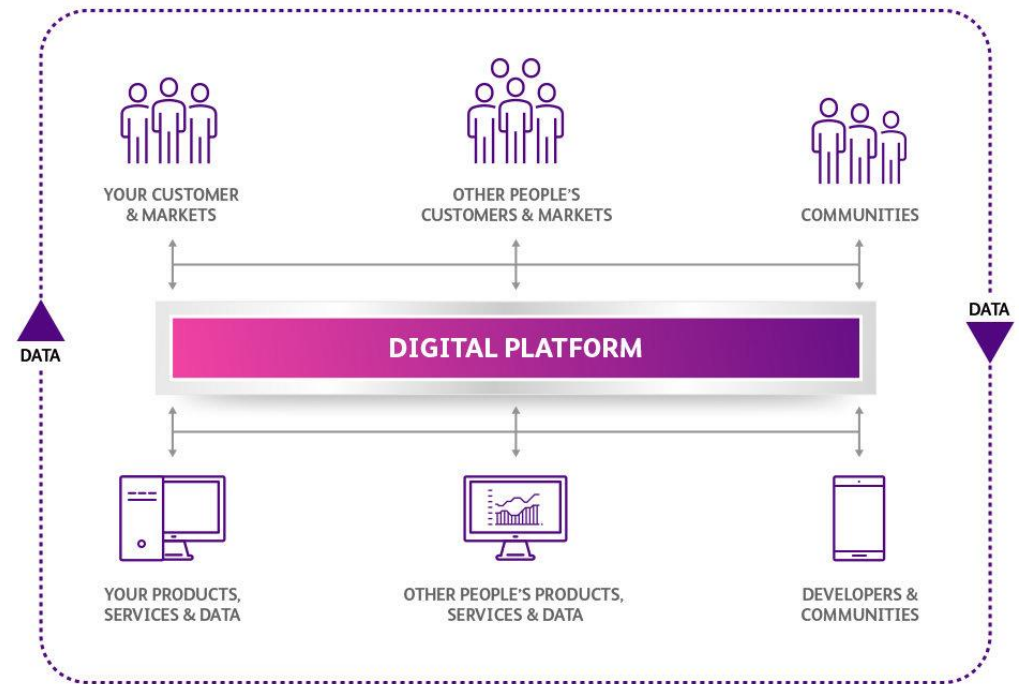 YOUR CUSTOMER
& MARKETS
OTHER PEOPLE'S
CUSTOMERS & MARKETS
COMMUNITIES
DATA
DATA
DIGITAL PLATFORM
YOUR PRODUCTS,
SERVICES & DATA
OTHER PEOPLE'S PRODUCTS,
SERVICES & DATA
DEVELOPERS &
COMMUNITIES